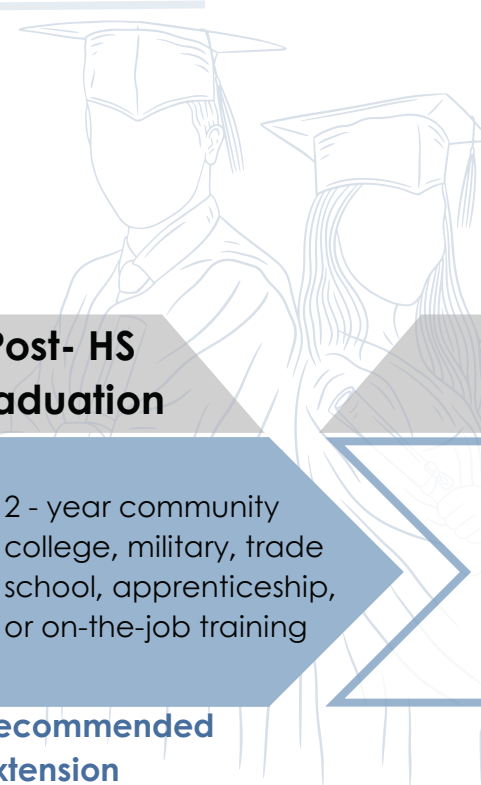 Post- HS
aduation
2 - year community
college, military, trade
school, apprenticeship,
or on-the-job training
ecommended
xtension